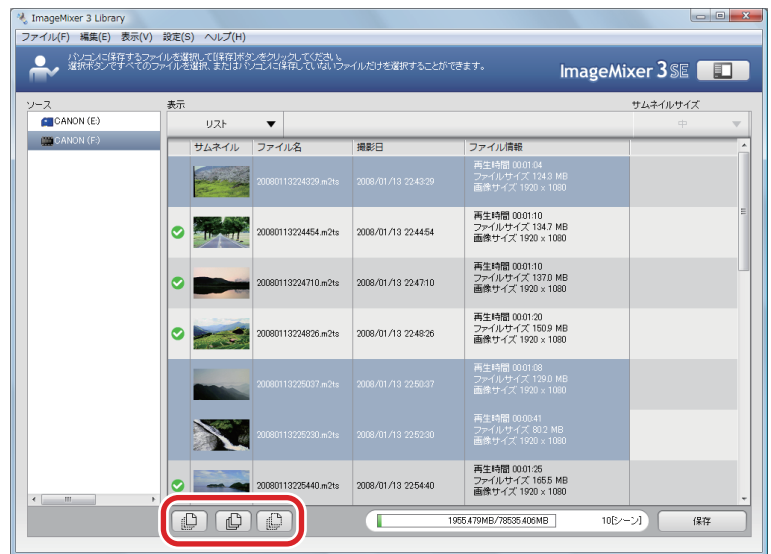 ImageMixer 3 Library
ファイル(F) 編集(E) 表示(V) 設定(S) ヘルプ(H)
パソコンに保存するファイルを選択して[保存]ボタンをクリックしてください。
選択ボタンですべてのファイルを選択、またはパソコンに保存していないファイルだけを選択することができます。
ImageMixer 3 SE
ソース 表示 サムネイルサイズ
CANON (E:) リスト 中
CANON (F:)
サムネイル ファイル名 撮影日 ファイル情報
再生時間 00:01:04
20080113224329.m2ts 2008/01/13 22:43:29 ファイルサイズ 124.3 MB
画像サイズ 1920 x 1080
再生時間 00:01:10
20080113224454.m2ts 2008/01/13 22:44:54 ファイルサイズ 134.7 MB
画像サイズ 1920 x 1080
再生時間 00:01:10
20080113224710.m2ts 2008/01/13 22:47:10 ファイルサイズ 137.0 MB
画像サイズ 1920 x 1080
再生時間 00:01:20
20080113224826.m2ts 2008/01/13 22:48:26 ファイルサイズ 150.9 MB
画像サイズ 1920 x 1080
再生時間 00:01:08
20080113225037.m2ts 2008/01/13 22:50:37 ファイルサイズ 129.0 MB
画像サイズ 1920 x 1080
再生時間 00:00:41
20080113225230.m2ts 2008/01/13 22:52:30 ファイルサイズ 80.2 MB
画像サイズ 1920 x 1080
再生時間 00:01:25
20080113225440.m2ts 2008/01/13 22:54:40 ファイルサイズ 165.5 MB
画像サイズ 1920 x 1080
1955.479MB/78535.406MB 10[シーン] 保存